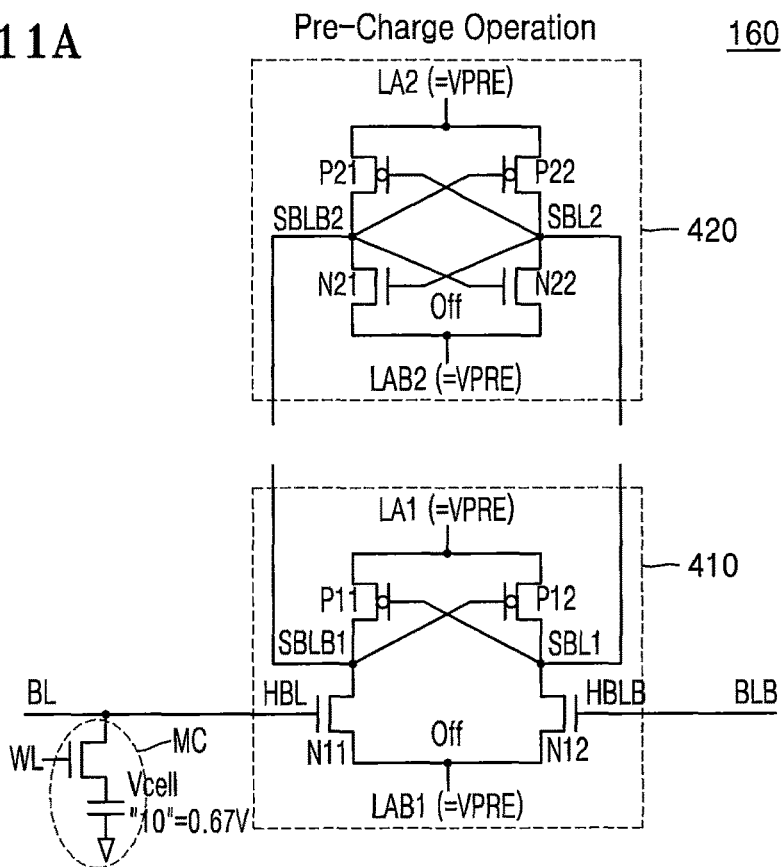 11A
Pre-Charge Operation
160
LA2 (=VPRE)
P21
P22
SBLB2
SBL2
420
N21
N22
Off
LAB2 (=VPRE)
LA1 (=VPRE)
410
P11
P12
SBLB1
SBL1
BL
HBL
HBLB
BLB
MC
WL
N11
Off
N12
Vcell
"10"=0.67V
LAB1 (=VPRE)